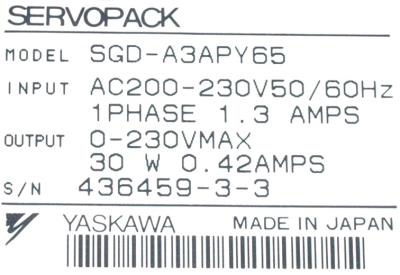 SERVOPACK
MODEL SGD-A3APY65
INPUT AC200-230V50/60Hz
1PHASE 1.3 AMPS
OUTPUT 0-230VMAX
30 W 0.42AMPS
S/N 436459-3-3
YASKAWA MADE IN JAPAN